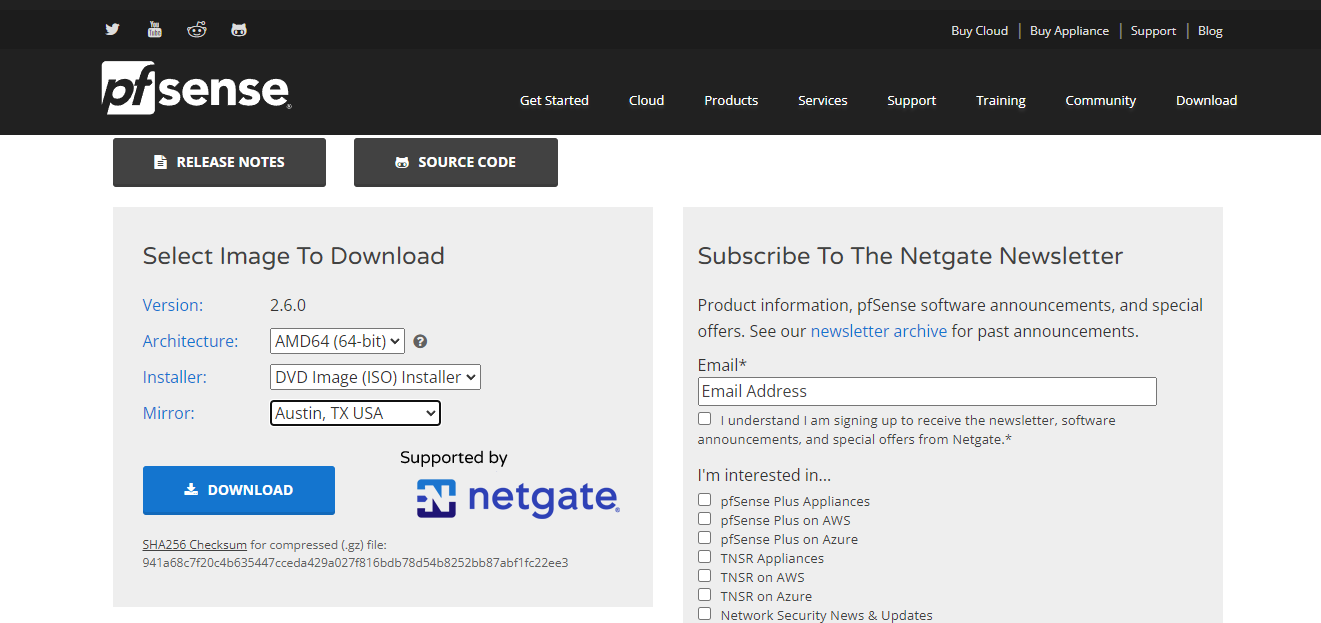 You Tube
Buy Cloud | Buy Appliance | Support | Blog
pfsense®
Get Started Cloud Products Services Support Training Community Download
RELEASE NOTES SOURCE CODE
Select Image To Download
Version: 2.6.0
Architecture: AMD64 (64-bit) ?
Installer: DVD Image (ISO) Installer
Mirror: Austin, TX USA
DOWNLOAD
Supported by
N netgate®
SHA256 Checksum for compressed (.gz) file:
941a68c7f20c4b635447cceda429a027f816bdb78d54b8252bb87abf1fc22ee3
Subscribe To The Netgate Newsletter
Product information, pfSense software announcements, and special
offers. See our newsletter archive for past announcements.
Email*
Email Address
I understand I am signing up to receive the newsletter, software
announcements, and special offers from Netgate.*
I'm interested in...
pfSense Plus Appliances
pfSense Plus on AWS
pfSense Plus on Azure
TNSR Appliances
TNSR on AWS
TNSR on Azure
Network Security News & Updates